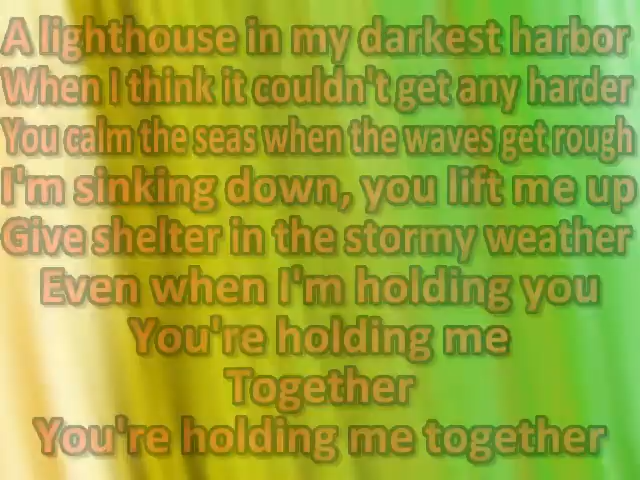 A lighthouse in my darkest harbor
When I think it couldn't get any harder
You calm the seas when the waves get rough
I'm sinking down, you lift me up
Give shelter in the stormy weather
Even when I'm holding you
You're holding me
Together
You're holding me together